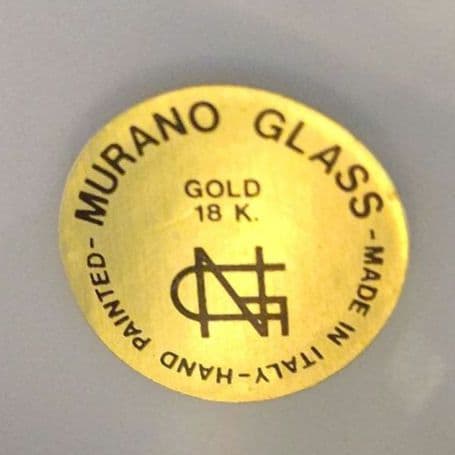 MURANO GLASS
- MADE IN ITALY - HAND PAINTED -
GOLD
18 K.